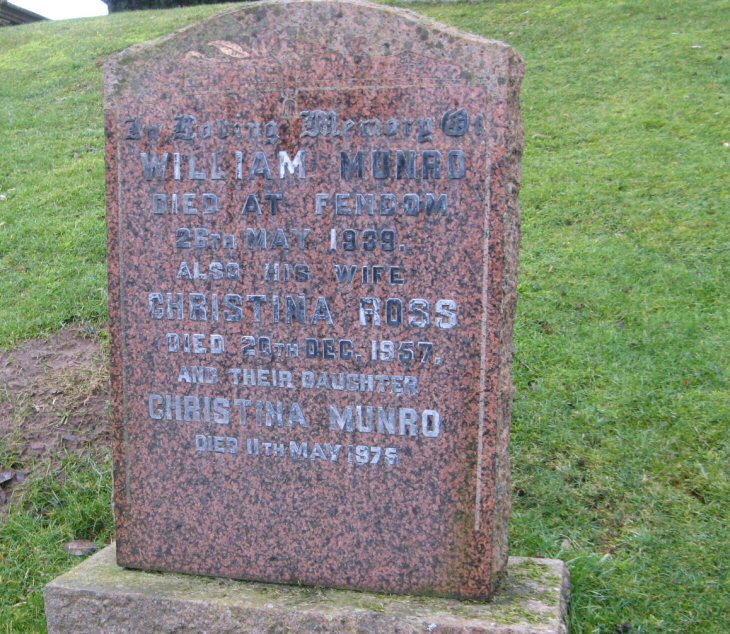 In Loving Memory Of
WILLIAM MUNRO
DIED AT FENDOM
26TH MAY 1939.
ALSO HIS WIFE
CHRISTINA ROSS
DIED 20TH DEC. 1957.
AND THEIR DAUGHTER
CHRISTINA MUNRO
DIED 11TH MAY 1975